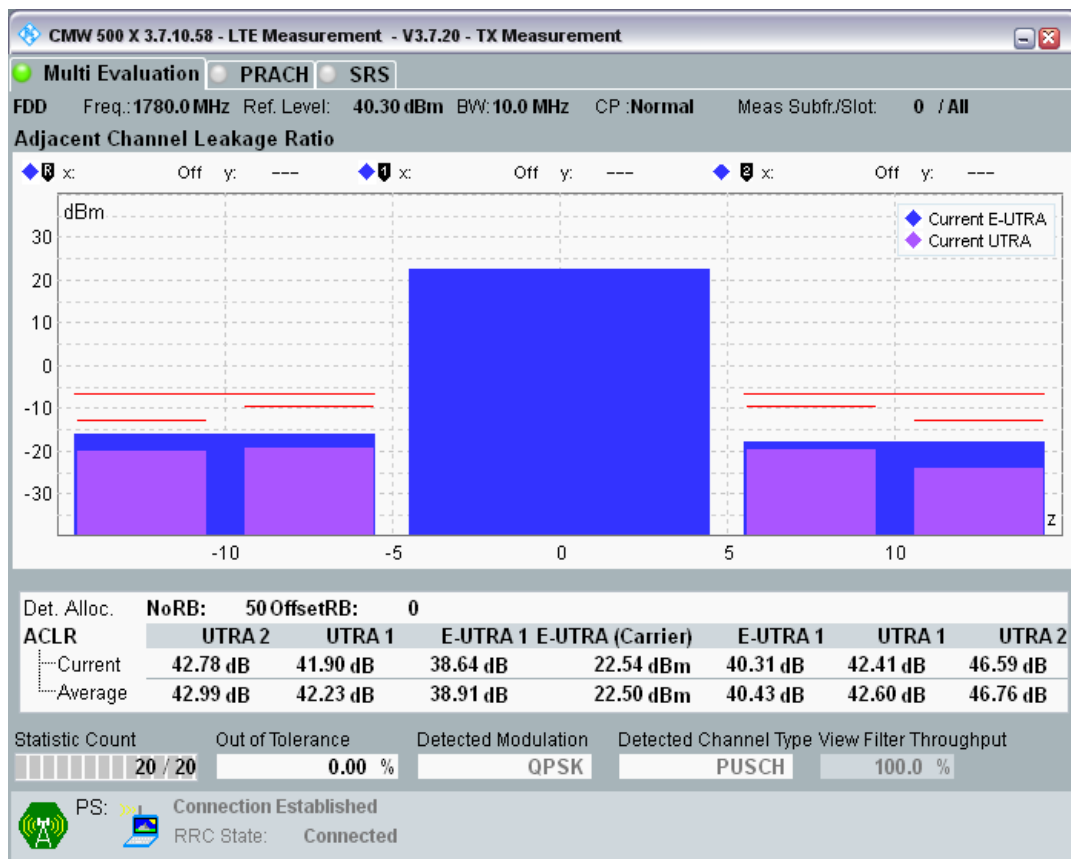 CMW 500 X 3.7.10.58 - LTE Measurement - V3.7.20 - TX Measurement
Multi Evaluation PRACH SRS
FDD Freq.: 1780.0 MHz Ref. Level: 40.30 dBm BW: 10.0 MHz CP :Normal Meas Subfr./Slot: 0 / All
Adjacent Channel Leakage Ratio
R x: Off y: --- 1 x: Off y: --- 2 x: Off y: ---
dBm
Current E-UTRA
Current UTRA
30
20
10
0
-10
-20
-30
z
-10 -5 0 5 10
Det. Alloc. NoRB: 50 OffsetRB: 0
ACLR UTRA 2 UTRA 1 E-UTRA 1 E-UTRA (Carrier) E-UTRA 1 UTRA 1 UTRA 2
Current 42.78 dB 41.90 dB 38.64 dB 22.54 dBm 40.31 dB 42.41 dB 46.59 dB
Average 42.99 dB 42.23 dB 38.91 dB 22.50 dBm 40.43 dB 42.60 dB 46.76 dB
Statistic Count Out of Tolerance Detected Modulation Detected Channel Type View Filter Throughput
20 / 20 0.00 % QPSK PUSCH 100.0 %
PS: Connection Established
RRC State: Connected